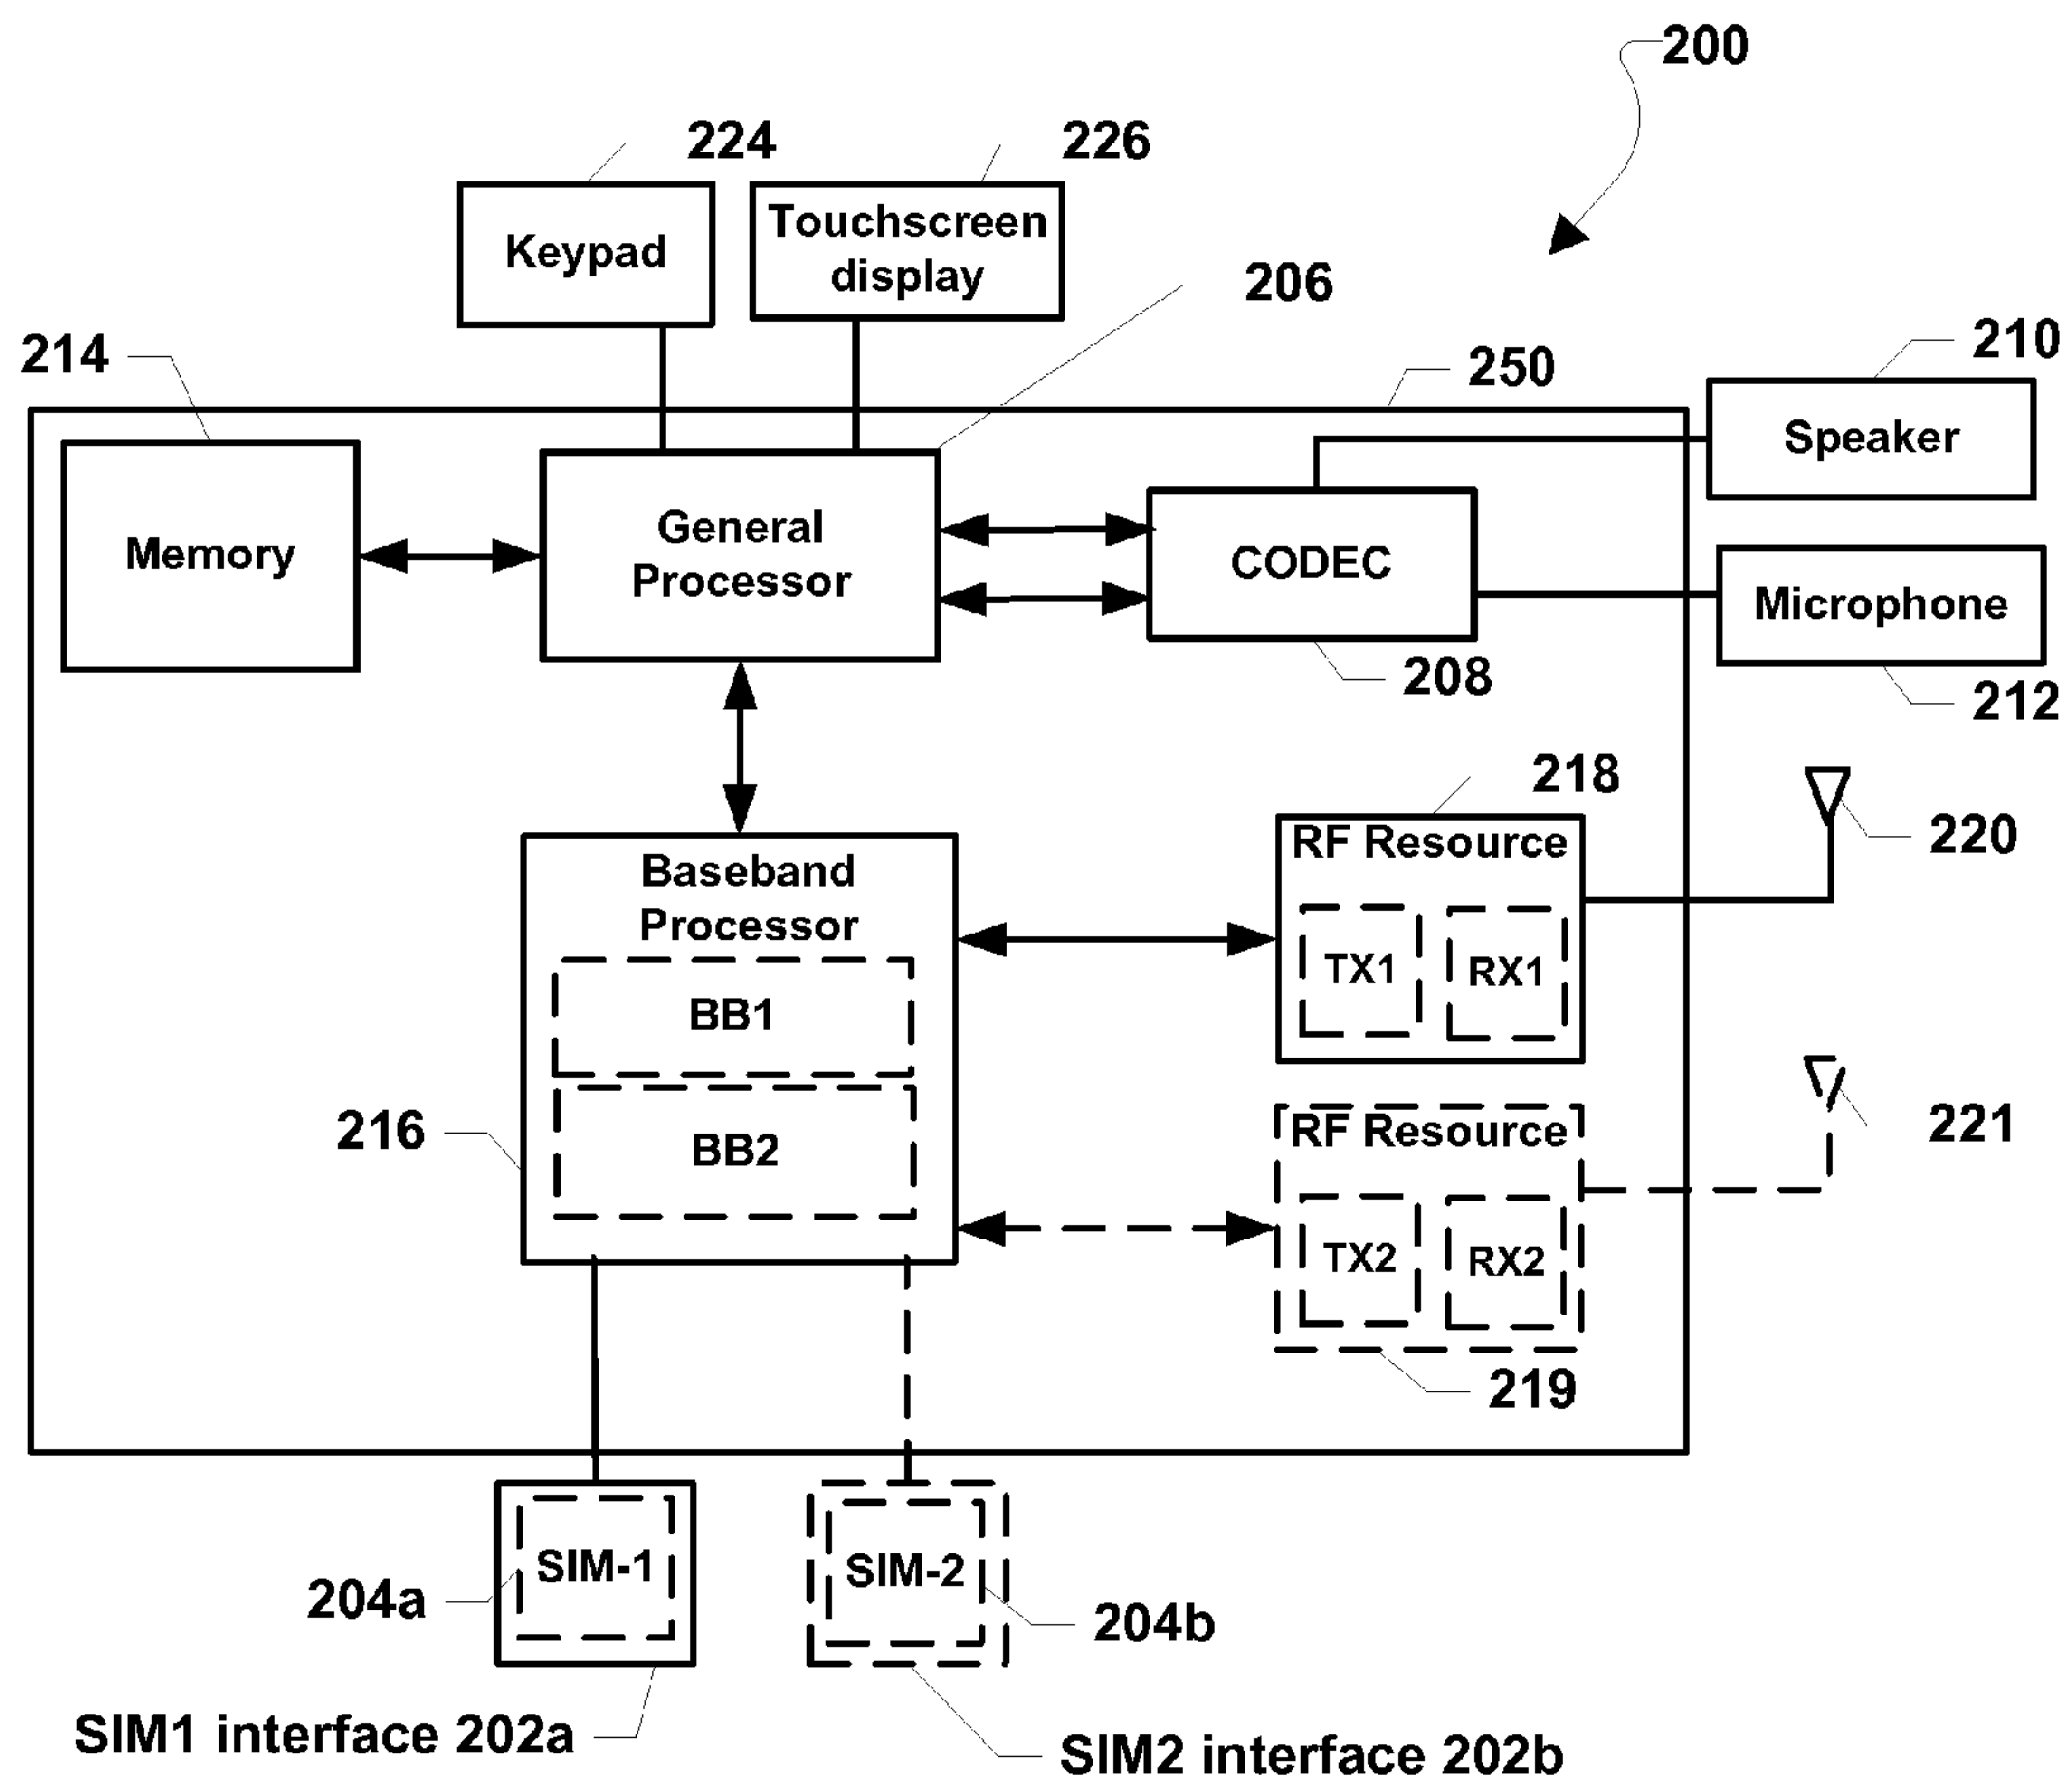 200
224
226
Keypad
Touchscreen
display
206
214
250
210
Speaker
Memory
General
Processor
CODEC
Microphone
208
212
218
220
Baseband
Processor
RF Resource
TX1
RX1
BB1
216
BB2
221
RF Resource
TX2
RX2
219
SIM-1
SIM-2
204a
204b
SIM1 interface 202a
SIM2 interface 202b